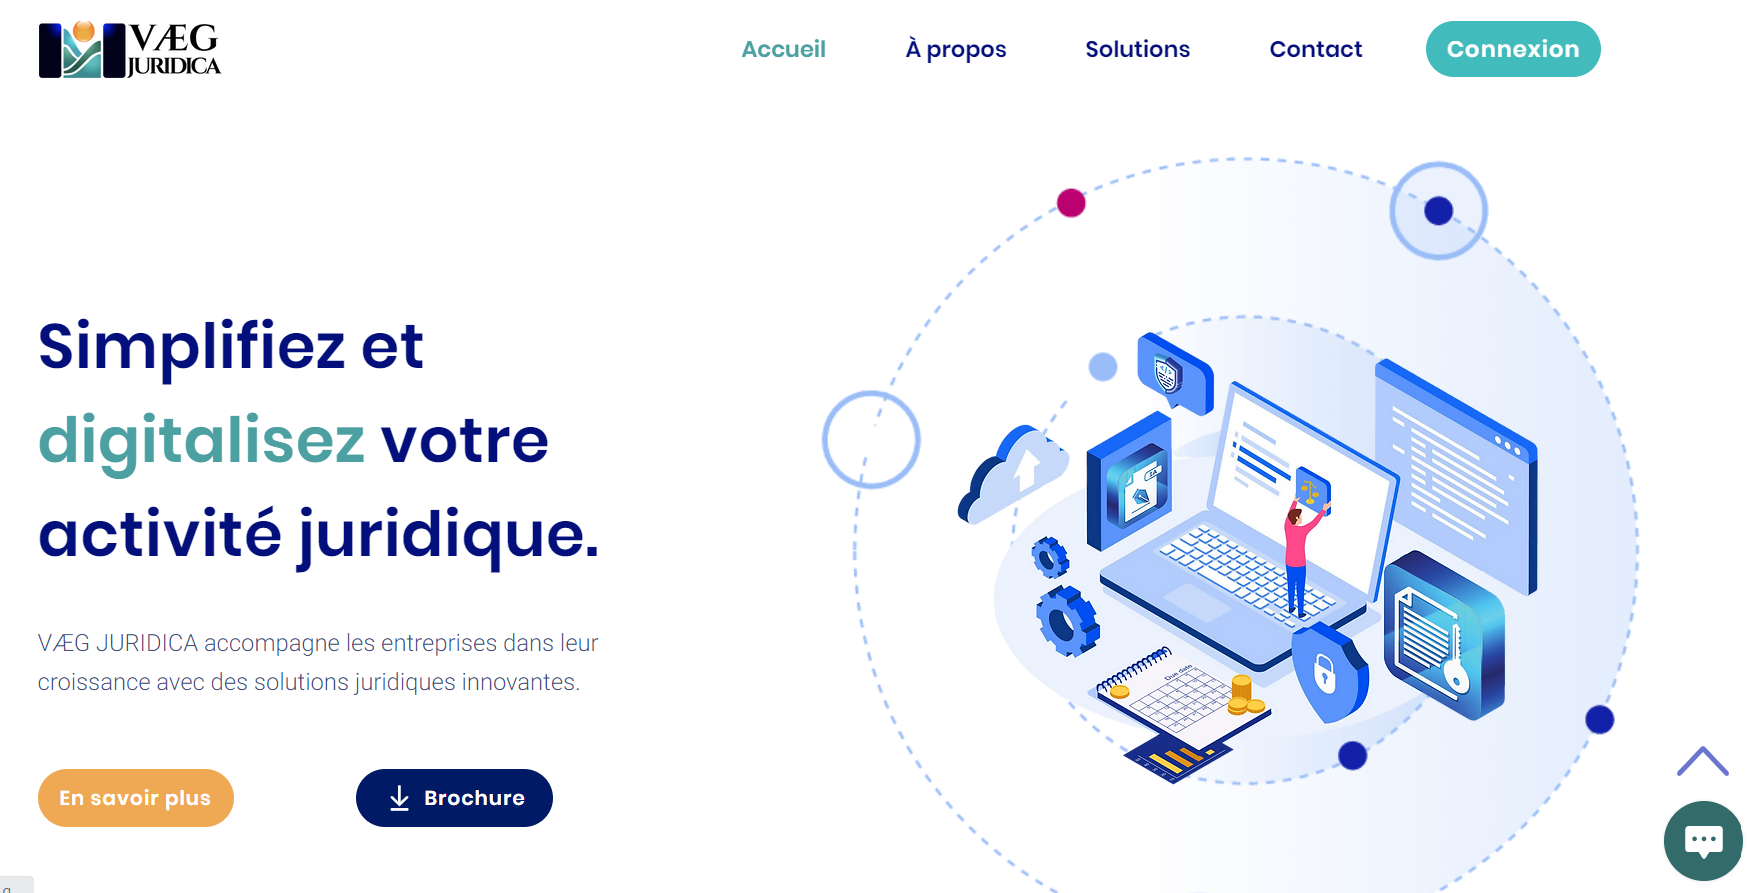 VÆG
JURIDICA
Accueil
À propos
Solutions
Contact
Connexion
Simplifiez et
digitalisez votre
activité juridique.
VÆG JURIDICA accompagne les entreprises dans leur
croissance avec des solutions juridiques innovantes.
En savoir plus
Brochure
</>
IA
Due date